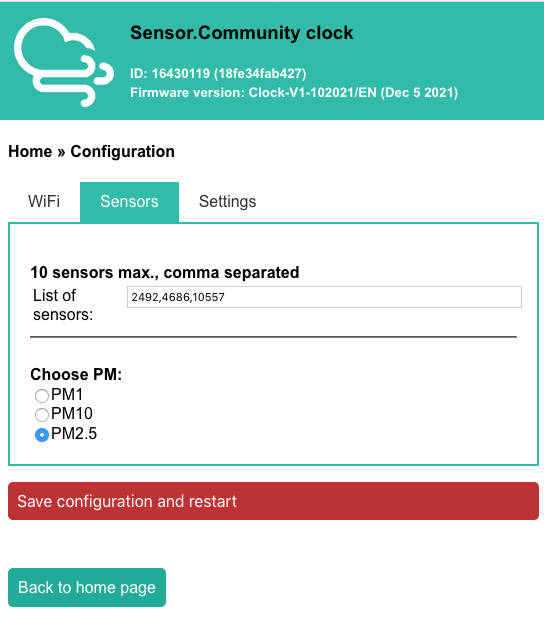 Sensor.Community clock
ID: 16430119 (18fe34fab427)
Firmware version: Clock-V1-102021/EN (Dec 5 2021)
Home » Configuration
WiFi Sensors Settings
10 sensors max., comma separated
List of sensors: 2492,4686,10557
Choose PM:
PM1
PM10
PM2.5
Save configuration and restart
Back to home page